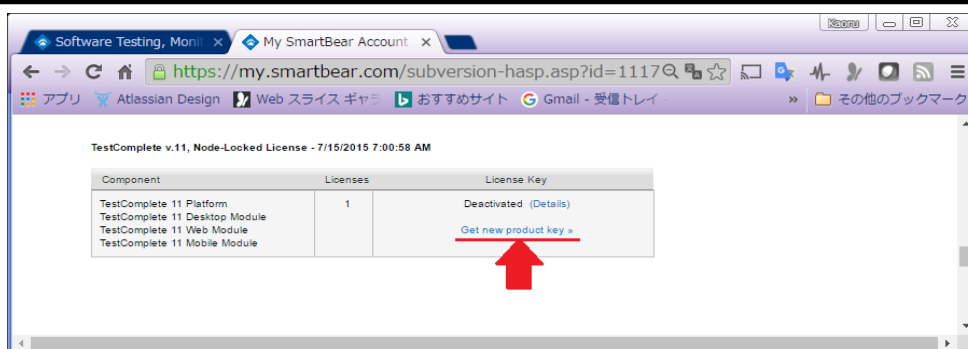 Kaoru
Software Testing, Monit
My SmartBear Account
https://my.smartbear.com/subversion-hasp.asp?id=1117
アプリ Atlassian Design Web スライス ギャラ おすすめサイト Gmail - 受信トレイ - » その他のブックマーク
TestComplete v.11, Node-Locked License - 7/15/2015 7:00:58 AM
Component Licenses License Key
TestComplete 11 Platform 1 Deactivated (Details)
TestComplete 11 Desktop Module
TestComplete 11 Web Module Get new product key »
TestComplete 11 Mobile Module